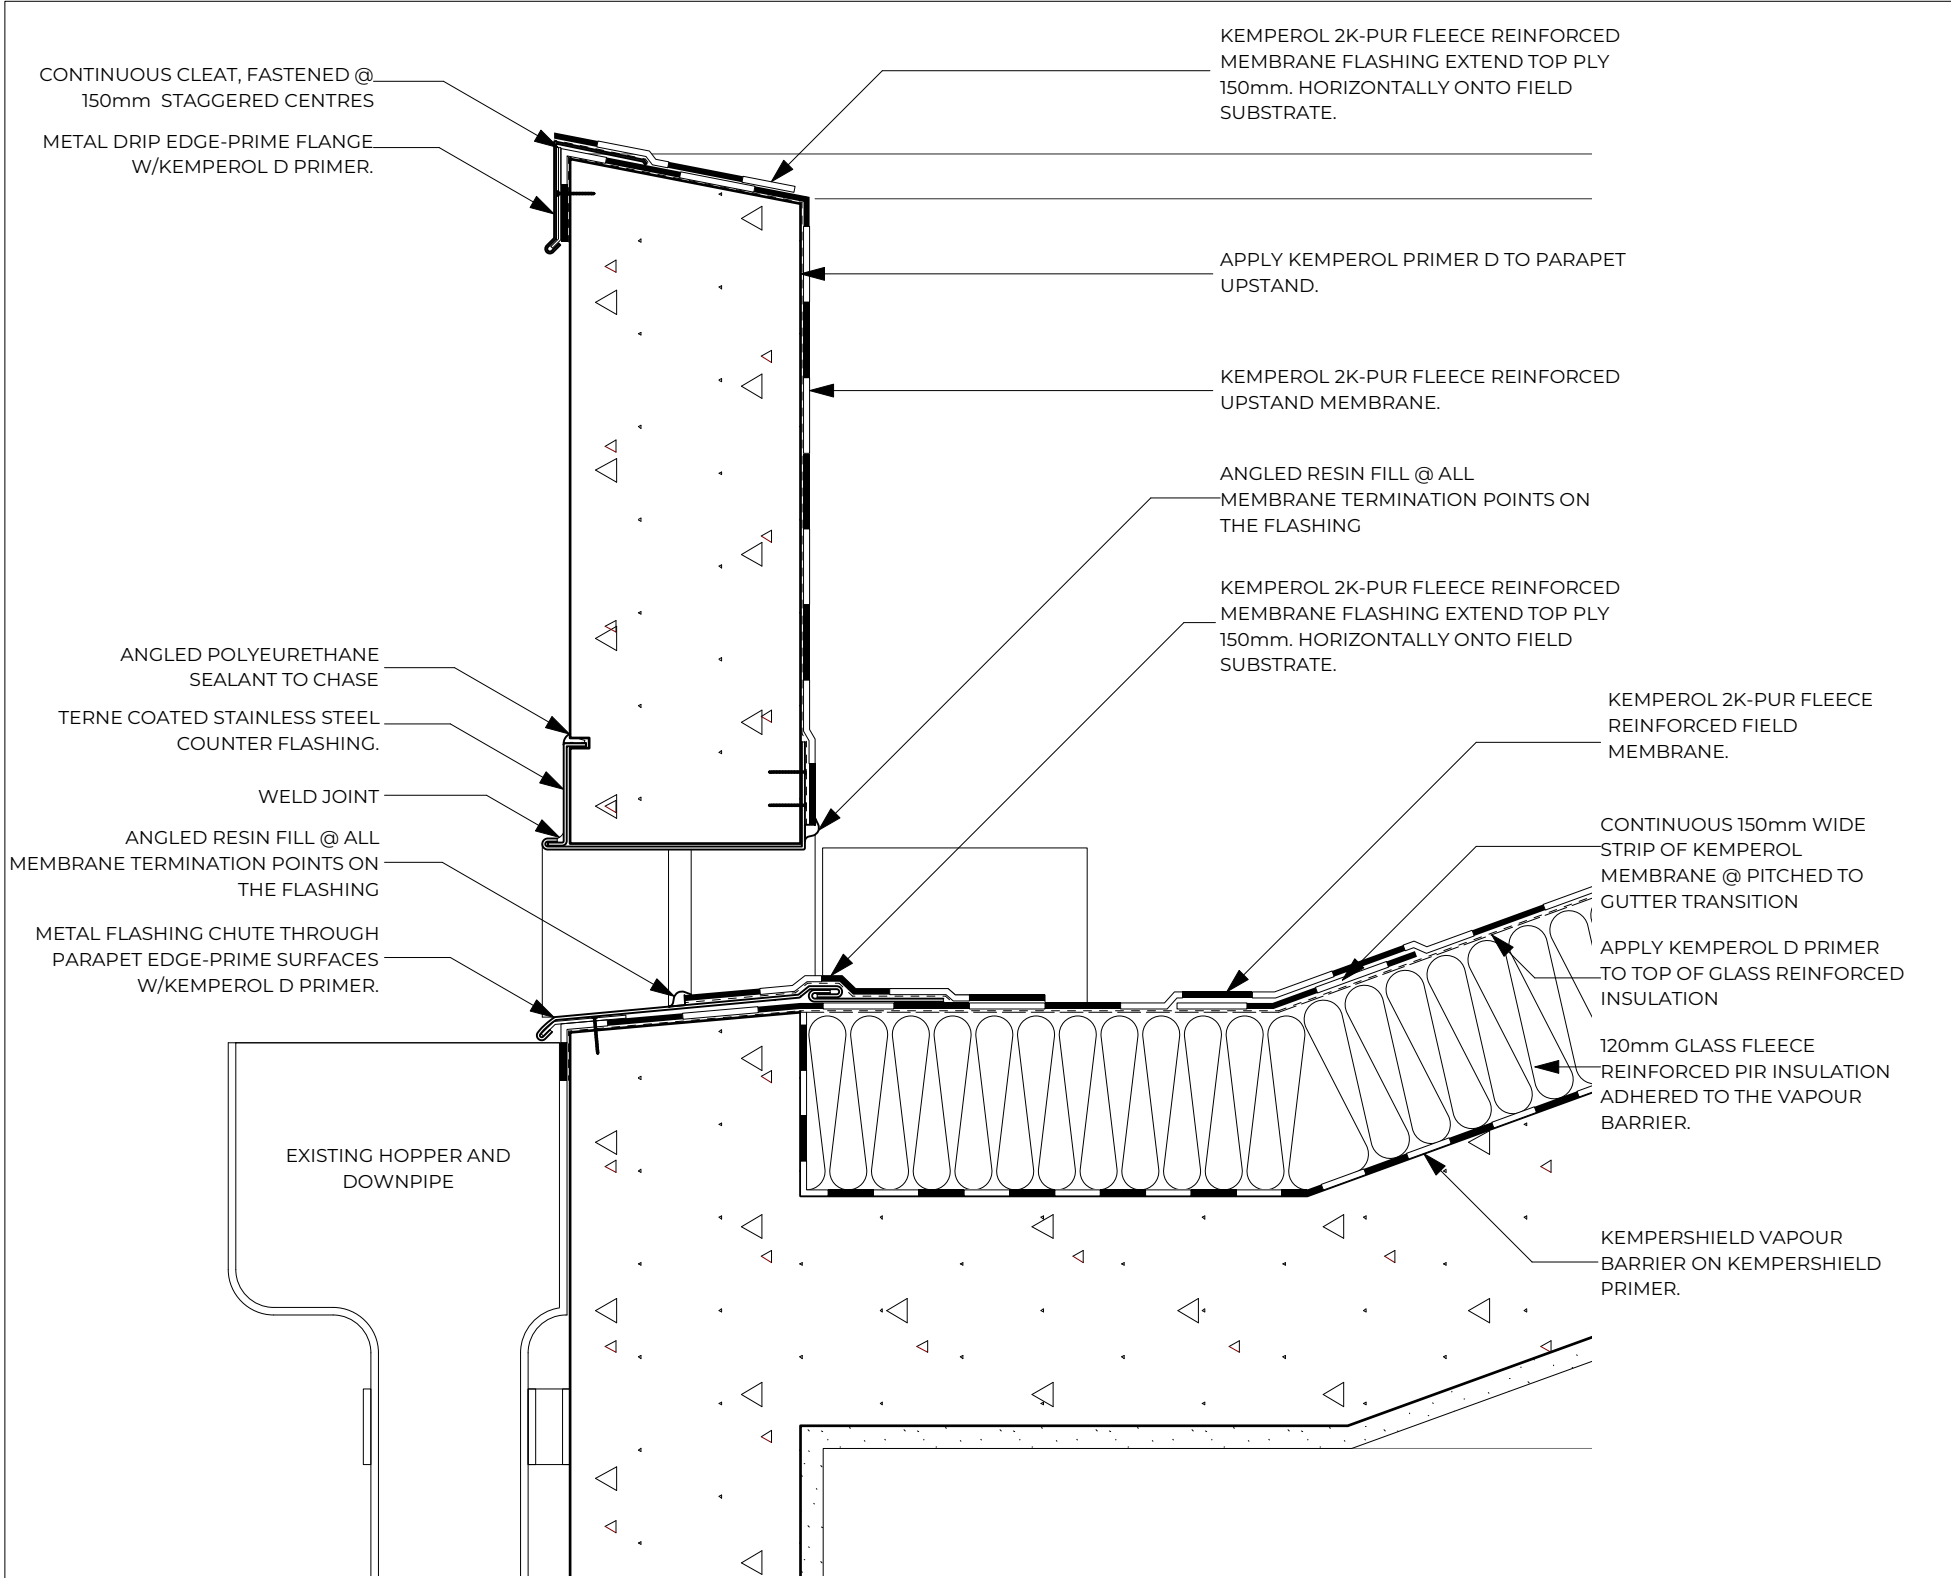 CONTINUOUS CLEAT, FASTENED @
150mm STAGGERED CENTRES
METAL DRIP EDGE-PRIME FLANGE
W/KEMPEROL D PRIMER.
ANGLED POLYEURETHANE
SEALANT TO CHASE
TERNE COATED STAINLESS STEEL
COUNTER FLASHING.
WELD JOINT
ANGLED RESIN FILL @ ALL
MEMBRANE TERMINATION POINTS ON
THE FLASHING
METAL FLASHING CHUTE THROUGH
PARAPET EDGE-PRIME SURFACES
W/KEMPEROL D PRIMER.
EXISTING HOPPER AND
DOWNPIPE
KEMPEROL 2K-PUR FLEECE REINFORCED
MEMBRANE FLASHING EXTEND TOP PLY
150mm. HORIZONTALLY ONTO FIELD
SUBSTRATE.
APPLY KEMPEROL PRIMER D TO PARAPET
UPSTAND.
KEMPEROL 2K-PUR FLEECE REINFORCED
UPSTAND MEMBRANE.
ANGLED RESIN FILL @ ALL
MEMBRANE TERMINATION POINTS ON
THE FLASHING
KEMPEROL 2K-PUR FLEECE REINFORCED
MEMBRANE FLASHING EXTEND TOP PLY
150mm. HORIZONTALLY ONTO FIELD
SUBSTRATE.
KEMPEROL 2K-PUR FLEECE
REINFORCED FIELD
MEMBRANE.
CONTINUOUS 150mm WIDE
STRIP OF KEMPEROL
MEMBRANE @ PITCHED TO
GUTTER TRANSITION
APPLY KEMPEROL D PRIMER
TO TOP OF GLASS REINFORCED
INSULATION
120mm GLASS FLEECE
REINFORCED PIR INSULATION
ADHERED TO THE VAPOUR
BARRIER.
KEMPERSHIELD VAPOUR
BARRIER ON KEMPERSHIELD
PRIMER.